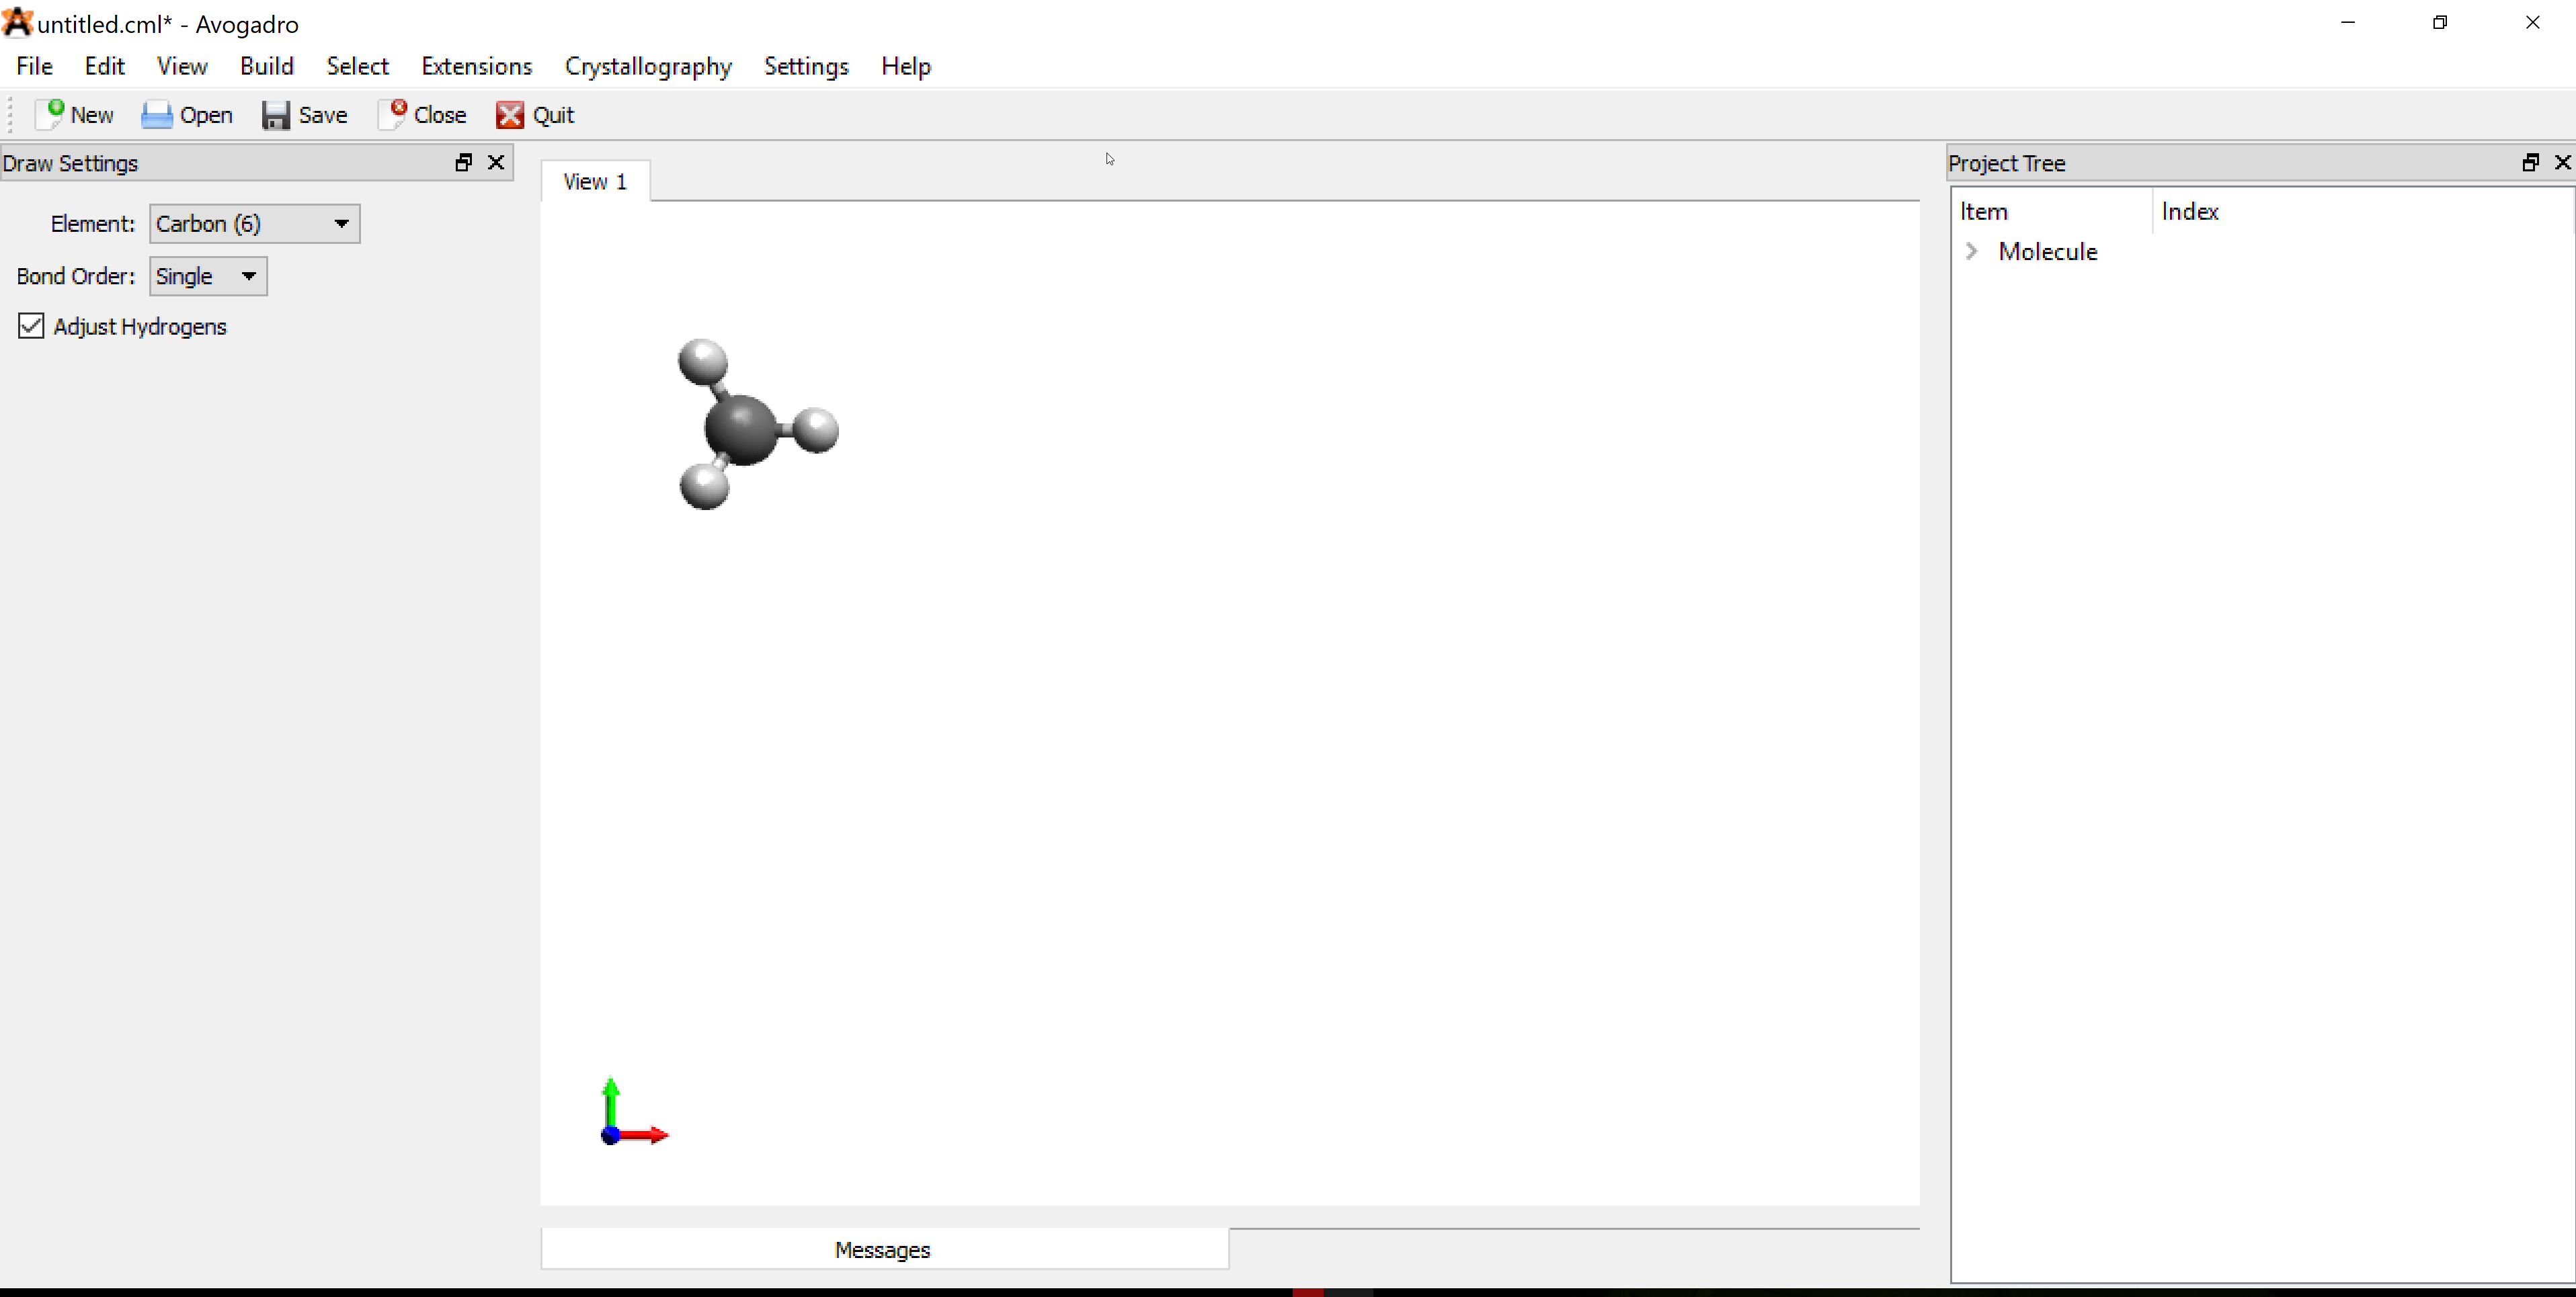 untitled.cml* - Avogadro
File Edit View Build Select Extensions Crystallography Settings Help
New Open Save Close Quit
Draw Settings
Element: Carbon (6)
Bond Order: Single
Adjust Hydrogens
View 1
Messages
Project Tree
Item Index
Molecule